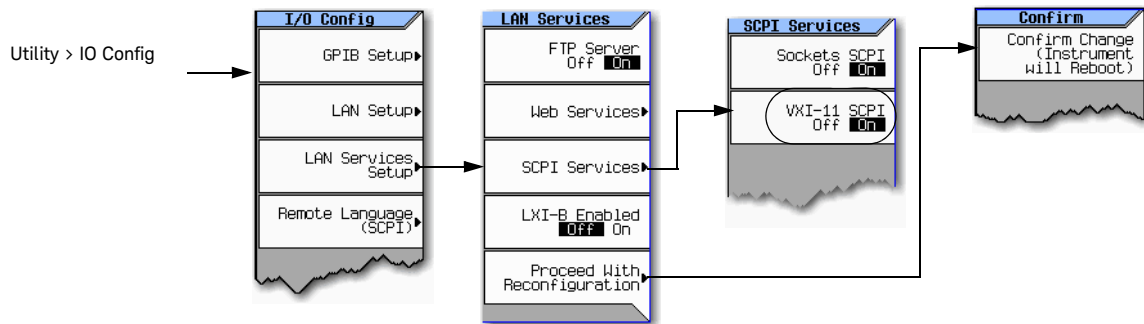 Utility > IO Config
I/O Config
GPIB Setup
LAN Setup
LAN Services
Setup
Remote Language
(SCPI)
LAN Services
FTP Server
Off On
Web Services
SCPI Services
LXI-B Enabled
Off On
Proceed With
Reconfiguration
SCPI Services
Sockets SCPI
Off On
VXI-11 SCPI
Off On
Confirm
Confirm Change
(Instrument
will Reboot)